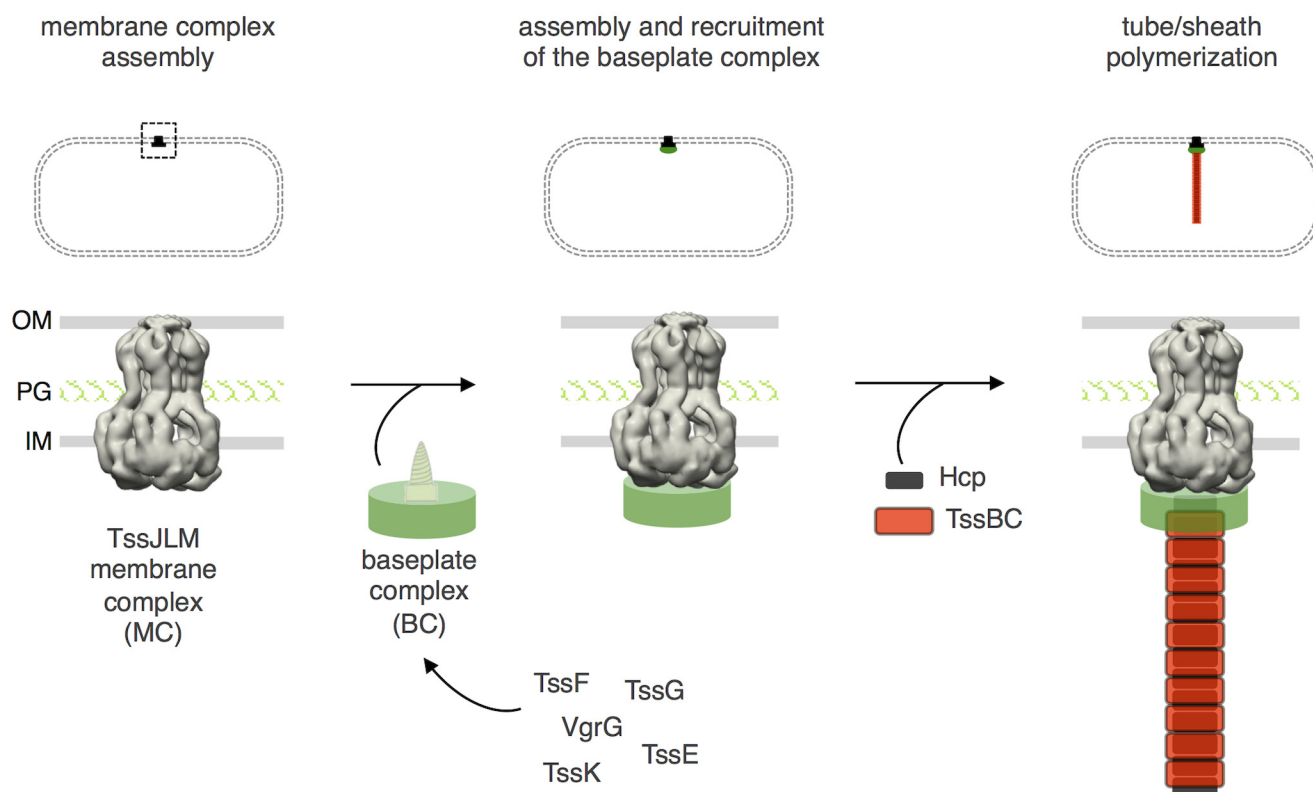 membrane complex
assembly
assembly and recruitment
of the baseplate complex
tube/sheath
polymerization
OM
PG
IM
TssJLM
membrane
complex
(MC)
baseplate
complex
(BC)
Hcp
TssBC
TssF
TssG
VgrG
TssE
TssK